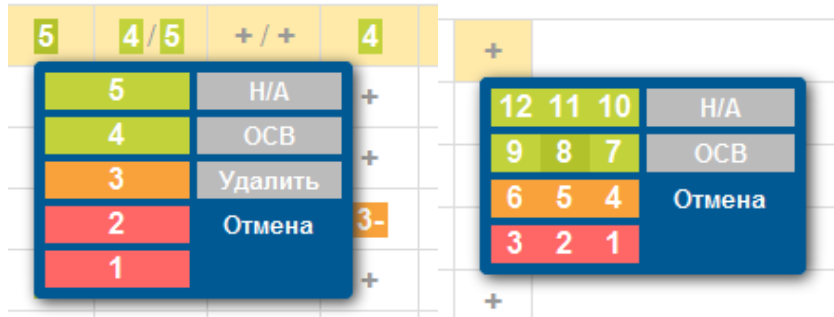 5 4/5 +/+ 4
5 Н/А +
4 ОСВ +
3 Удалить
2 Отмена 3-
1 +
+
12 11 10 Н/А
9 8 7 ОСВ
6 5 4 Отмена
3 2 1
+